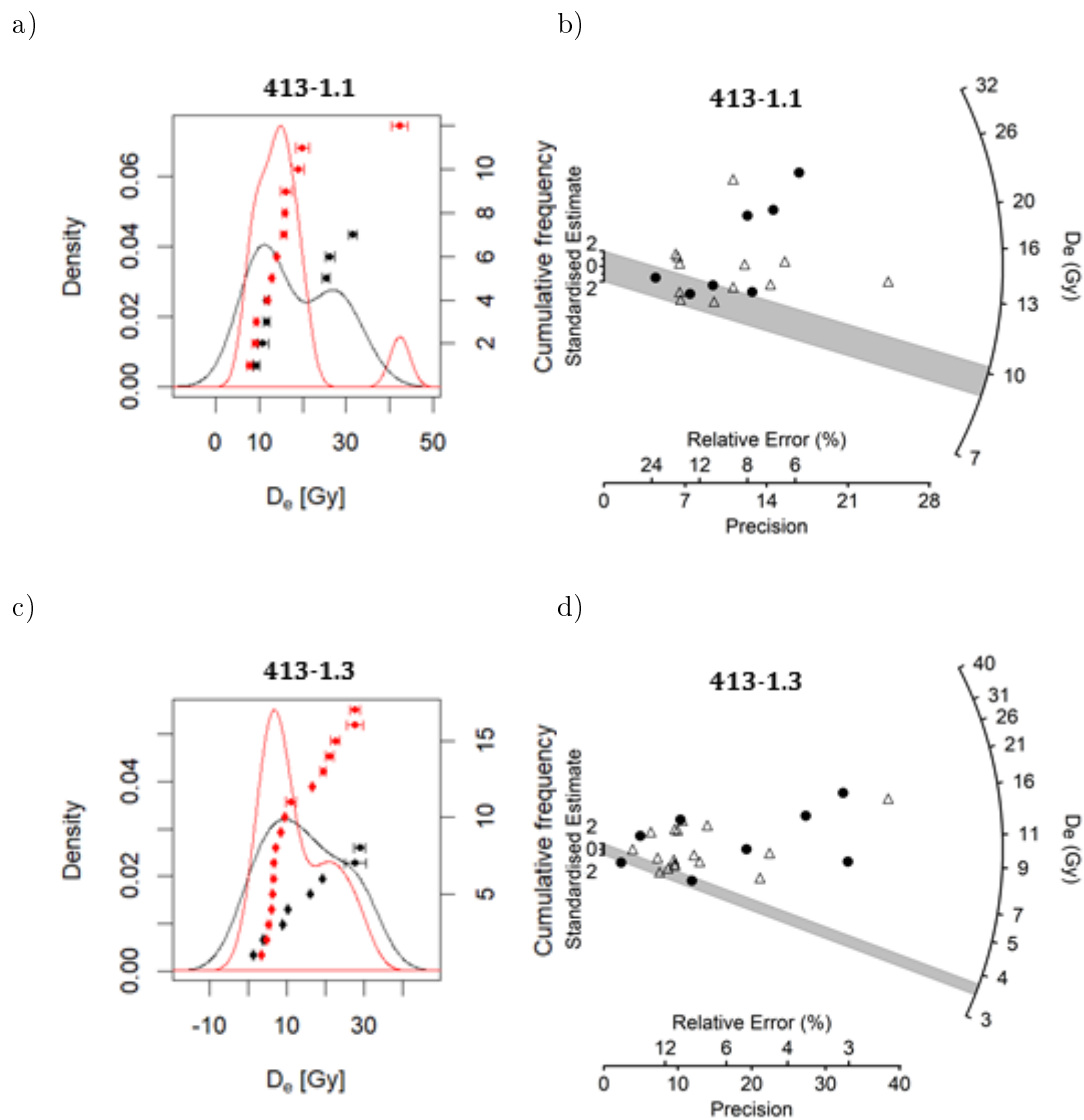 a)
413-1.1
Density
0.00 0.02 0.04 0.06
2 4 6 8 10 12
0 10 30 50
Dₑ [Gy]
b)
413-1.1
Cumulative frequency
Standardised Estimate
2
0
2
32
26
20
16
13
10
7
Dₑ (Gy)
Relative Error (%)
24 12 8 6
0 7 14 21 28
Precision
c)
413-1.3
Density
0.00 0.02 0.04
5 10 15
-10 10 30
Dₑ [Gy]
d)
413-1.3
Cumulative frequency
Standardised Estimate
2
0
2
40
31
26
21
16
11
9
7
5
4
3
Dₑ (Gy)
Relative Error (%)
12 6 4 3
0 10 20 30 40
Precision